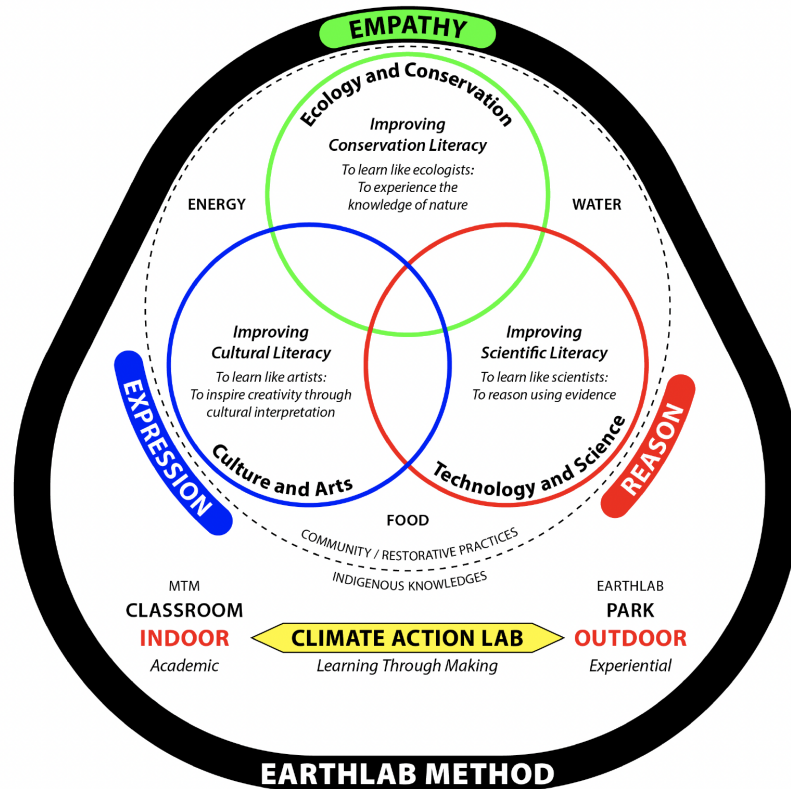 EMPATHY
Ecology and Conservation
Improving
Conservation Literacy
To learn like ecologists:
To experience the
knowledge of nature
ENERGY
WATER
Improving
Cultural Literacy
To learn like artists:
To inspire creativity through
cultural interpretation
Improving
Scientific Literacy
To learn like scientists:
To reason using evidence
EXPRESSION
REASON
Culture and Arts
Technology and Science
FOOD
COMMUNITY / RESTORATIVE PRACTICES
INDIGENOUS KNOWLEDGES
MTM
CLASSROOM
INDOOR
Academic
CLIMATE ACTION LAB
Learning Through Making
EARTHLAB
PARK
OUTDOOR
Experiential
EARTHLAB METHOD